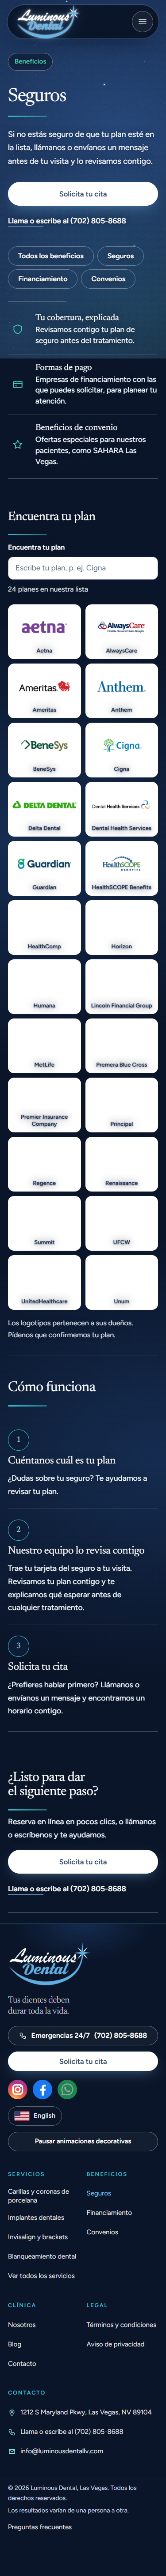 Luminous
Dental
Beneficios
Seguros
Si no estás seguro de que tu plan esté en
la lista, llámanos o envíanos un mensaje
antes de tu visita y lo revisamos contigo.
Solicita tu cita
Llama o escribe al (702) 805-8688
Todos los beneficios
Seguros
Financiamiento
Convenios
Tu cobertura, explicada
Revisamos contigo tu plan de
seguro antes del tratamiento.
Formas de pago
Empresas de financiamiento con las
que puedes solicitar, para planear tu
atención.
Beneficios de convenio
Ofertas especiales para nuestros
pacientes, como SAHARA Las
Vegas.
Encuentra tu plan
Encuentra tu plan
Escribe tu plan, p. ej. Cigna
24 planes en nuestra lista
aetna
Aetna
AlwaysCare
AlwaysCare
Ameritas
Ameritas
Anthem
Anthem
BeneSys
BeneSys
Cigna
Cigna
DELTA DENTAL
Delta Dental
Dental Health Services
Dental Health Services
Guardian
Guardian
HealthSCOPE
BENEFITS
HealthSCOPE Benefits
HealthComp
Horizon
Humana
Lincoln Financial Group
MetLife
Premera Blue Cross
Premier Insurance
Company
Principal
Regence
Renaissance
Summit
UFCW
UnitedHealthcare
Unum
Los logotipos pertenecen a sus dueños.
Pídenos que confirmemos tu plan.
Cómo funciona
1
Cuéntanos cuál es tu plan
¿Dudas sobre tu seguro? Te ayudamos a
revisar tu plan.
2
Nuestro equipo lo revisa contigo
Trae tu tarjeta del seguro a tu visita.
Revisamos tu plan contigo y te
explicamos qué esperar antes de
cualquier tratamiento.
3
Solicita tu cita
¿Prefieres hablar primero? Llámanos o
envíanos un mensaje y encontramos un
horario contigo.
¿Listo para dar
el siguiente paso?
Reserva en línea en pocos clics, o llámanos
o escríbenos y te ayudamos.
Solicita tu cita
Llama o escribe al (702) 805-8688
Luminous
Dental
Tus dientes pueden
durar toda la vida.
Emergencias 24/7 (702) 805-8688
Solicita tu cita
English
Pausar animaciones decorativas
SERVICIOS
Carillas y coronas de
porcelana
Implantes dentales
Invisalign y brackets
Blanqueamiento dental
Ver todos los servicios
BENEFICIOS
Seguros
Financiamiento
Convenios
CLÍNICA
Nosotros
Blog
Contacto
LEGAL
Términos y condiciones
Aviso de privacidad
CONTACTO
1212 S Maryland Pkwy, Las Vegas, NV 89104
Llama o escribe al (702) 805-8688
info@luminousdentallv.com
© 2026 Luminous Dental, Las Vegas. Todos los
derechos reservados.
Los resultados varían de una persona a otra.
Preguntas frecuentes